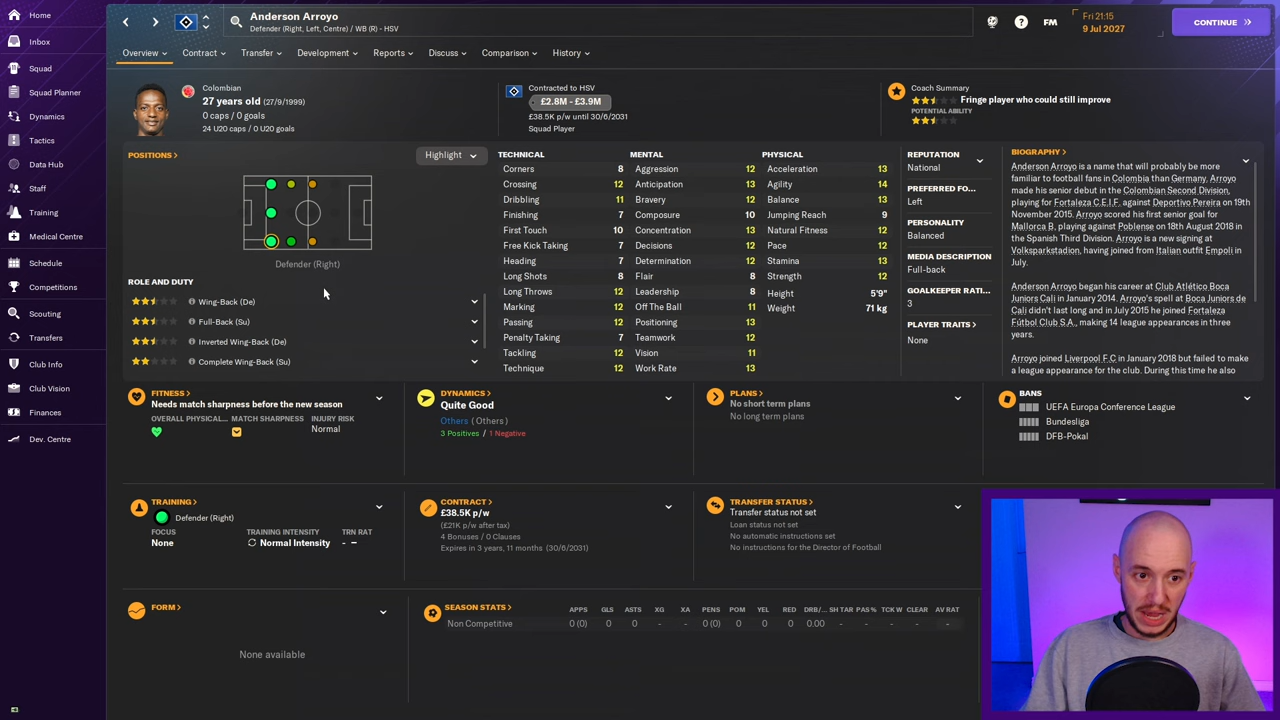 Home
Inbox
Squad
Squad Planner
Dynamics
Tactics
Data Hub
Staff
Training
Medical Centre
Schedule
Competitions
Scouting
Transfers
Club Info
Club Vision
Finances
Dev. Centre
Anderson Arroyo
Defender (Right, Left, Centre) / WB (R) - HSV
FM
Fri 21:15
9 Jul 2027
CONTINUE
Overview
Contract
Transfer
Development
Reports
Discuss
Comparison
History
Colombian
27 years old (27/9/1999)
0 caps / 0 goals
24 U20 caps / 0 U20 goals
Contracted to HSV
£2.8M - £3.9M
£38.5K p/w until 30/6/2031
Squad Player
Coach Summary
Fringe player who could still improve
POTENTIAL ABILITY
POSITIONS >
Highlight
Defender (Right)
ROLE AND DUTY
Wing-Back (De)
Full-Back (Su)
Inverted Wing-Back (De)
Complete Wing-Back (Su)
TECHNICAL
Corners 8
Crossing 12
Dribbling 11
Finishing 7
First Touch 10
Free Kick Taking 7
Heading 7
Long Shots 8
Long Throws 12
Marking 12
Passing 12
Penalty Taking 7
Tackling 12
Technique 12
MENTAL
Aggression 12
Anticipation 13
Bravery 12
Composure 10
Concentration 13
Decisions 12
Determination 12
Flair 8
Leadership 8
Off The Ball 11
Positioning 13
Teamwork 12
Vision 11
Work Rate 13
PHYSICAL
Acceleration 13
Agility 14
Balance 13
Jumping Reach 9
Natural Fitness 12
Pace 12
Stamina 13
Strength 12
Height 5'9"
Weight 71 kg
REPUTATION
National
PREFERRED FO...
Left
PERSONALITY
Balanced
MEDIA DESCRIPTION
Full-back
GOALKEEPER RATI...
3
PLAYER TRAITS >
None
BIOGRAPHY >
Anderson Arroyo is a name that will probably be more
familiar to football fans in Colombia than Germany, Arroyo
made his senior debut in the Colombian Second Division,
playing for Fortaleza C.E.I.F. against Deportivo Pereira on 19th
November 2015. Arroyo scored his first senior goal for
Mallorca B, playing against Poblense on 18th August 2018 in
the Spanish Third Division. Arroyo is a new signing at
Volksparkstadion, having joined from Italian outfit Empoli in
July.
Anderson Arroyo began his career at Club Atlético Boca
Juniors Cali in January 2014. Arroyo's spell at Boca Juniors de
Cali didn't last long and in July 2015 he joined Fortaleza
Fútbol Club S.A., making 14 league appearances in three
years.
Arroyo joined Liverpool F.C in January 2018 but failed to make
a league appearance for the club. During this time he also
FITNESS >
Needs match sharpness before the new season
OVERALL PHYSICAL... MATCH SHARPNESS INJURY RISK
Normal
DYNAMICS >
Quite Good
Others (Others)
3 Positives / 1 Negative
PLANS >
No short term plans
No long term plans
BANS
UEFA Europa Conference League
Bundesliga
DFB-Pokal
TRAINING >
Defender (Right)
FOCUS TRAINING INTENSITY TRN RAT
None Normal Intensity - –
CONTRACT >
£38.5K p/w
(£21K p/w after tax)
4 Bonuses / 0 Clauses
Expires in 3 years, 11 months (30/6/2031)
TRANSFER STATUS >
Transfer status not set
Loan status not set
No automatic instructions set
No instructions for the Director of Football
FORM >
None available
SEASON STATS >
APPS GLS ASTS XG XA PENS POM YEL RED DRB/... SH TAR PAS % TCK W CLEAR AV RAT
Non Competitive 0 (0) 0 0 - - 0 (0) 0 0 0 0.00 - - - - -